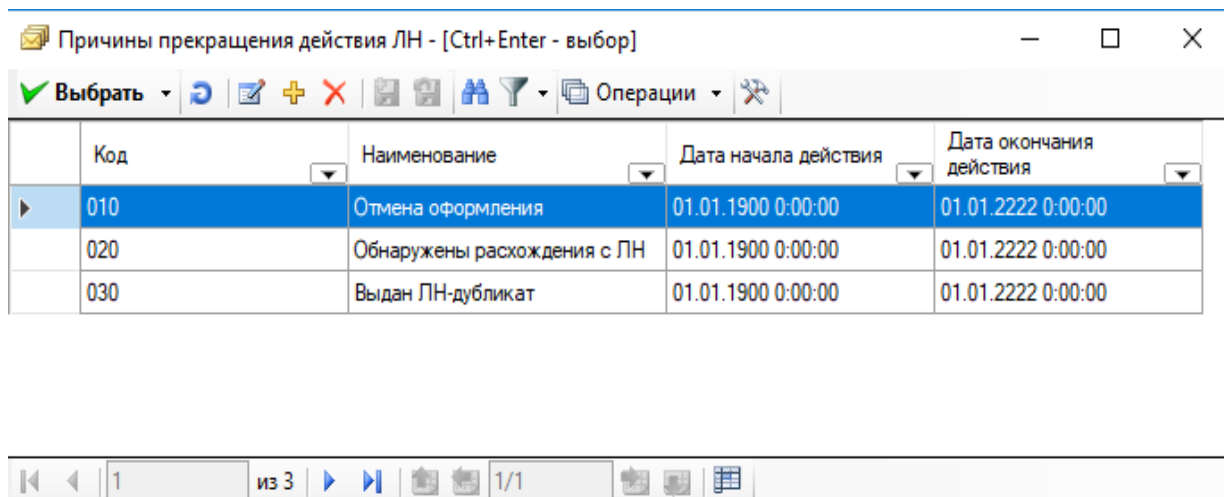 Причины прекращения действия ЛН - [Ctrl+Enter - выбор]
Выбрать Операции
Код Наименование Дата начала действия Дата окончания действия
010 Отмена оформления 01.01.1900 0:00:00 01.01.2222 0:00:00
020 Обнаружены расхождения с ЛН 01.01.1900 0:00:00 01.01.2222 0:00:00
030 Выдан ЛН-дубликат 01.01.1900 0:00:00 01.01.2222 0:00:00
1 из 3 1/1